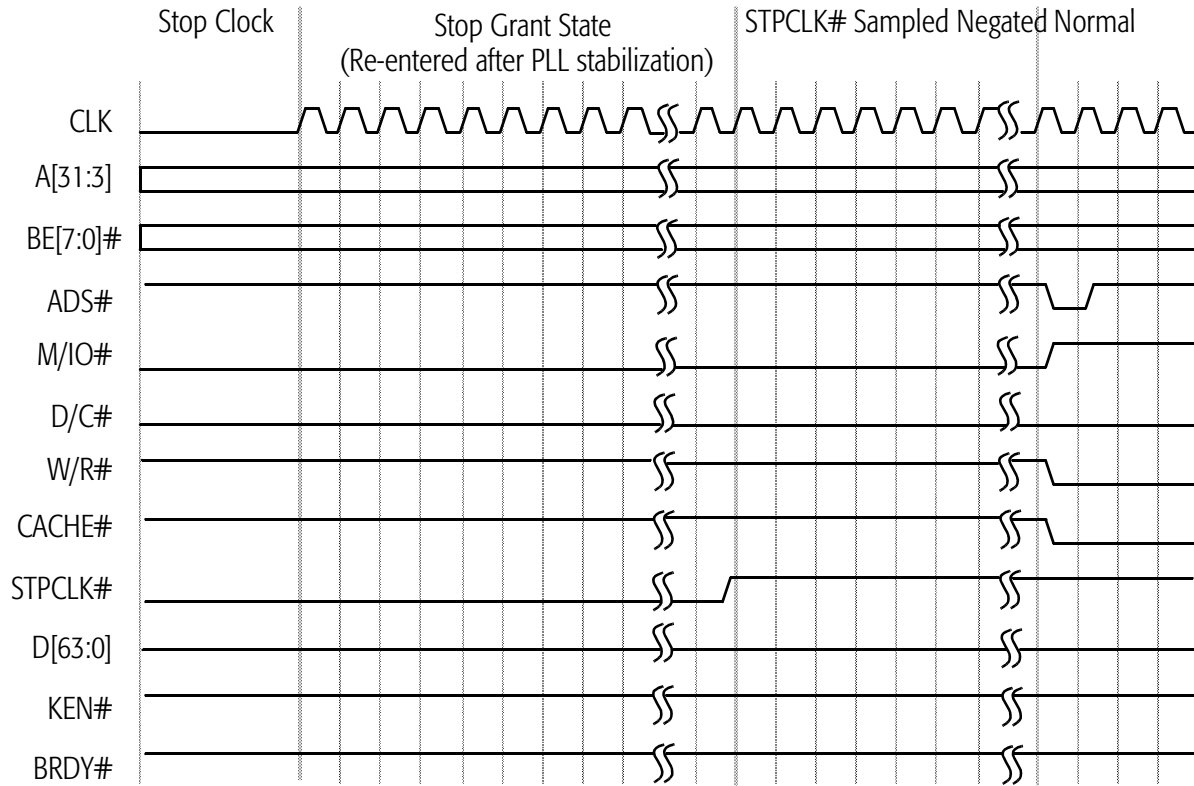 Stop Clock
Stop Grant State
(Re-entered after PLL stabilization)
STPCLK# Sampled Negated Normal
CLK
A[31:3]
BE[7:0]#
ADS#
M/IO#
D/C#
W/R#
CACHE#
STPCLK#
D[63:0]
KEN#
BRDY#